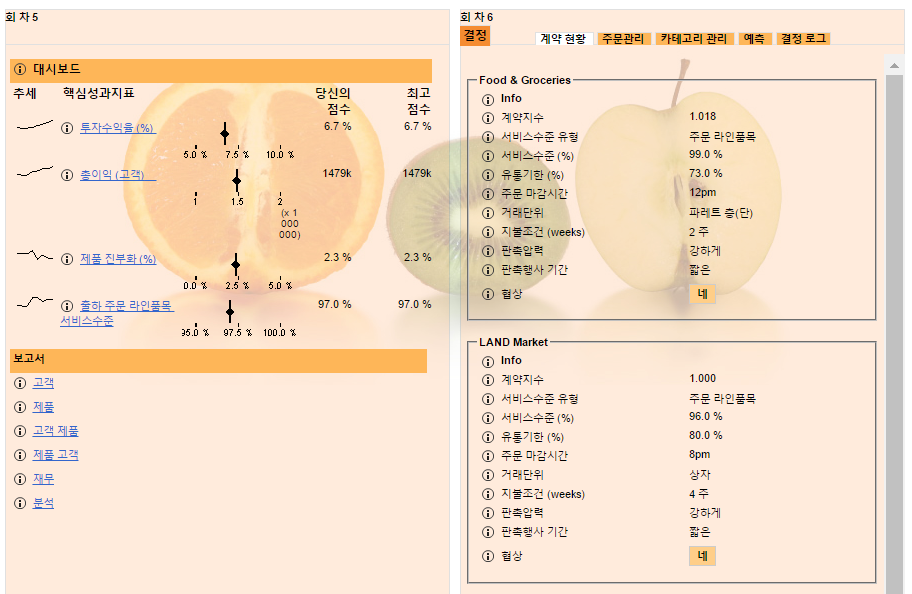 회 차 5
대시보드
추세 핵심성과지표 당신의 점수 최고 점수
투자수익율 (%) 6.7 % 6.7 %
5.0 % 7.5 % 10.0 %
총이익 (고객) 1479k 1479k
1 1.5 2
(x 1
000
000)
제품 진부화 (%) 2.3 % 2.3 %
0.0 % 2.5 % 5.0 %
출하 주문 라인품목 97.0 % 97.0 %
서비스수준
95.0 % 97.5 % 100.0 %
보고서
고객
제품
고객 제품
제품 고객
재무
분석
회 차 6
결정
계약 현황 주문관리 카테고리 관리 예측 결정 로그
Food & Groceries
Info
계약지수 1.018
서비스수준 유형 주문 라인품목
서비스수준 (%) 99.0 %
유통기한 (%) 73.0 %
주문 마감시간 12pm
거래단위 파레트 층(단)
지불조건 (weeks) 2 주
판촉압력 강하게
판촉행사 기간 짧은
협상 네
LAND Market
Info
계약지수 1.000
서비스수준 유형 주문 라인품목
서비스수준 (%) 96.0 %
유통기한 (%) 80.0 %
주문 마감시간 8pm
거래단위 상자
지불조건 (weeks) 4 주
판촉압력 강하게
판촉행사 기간 짧은
협상 네